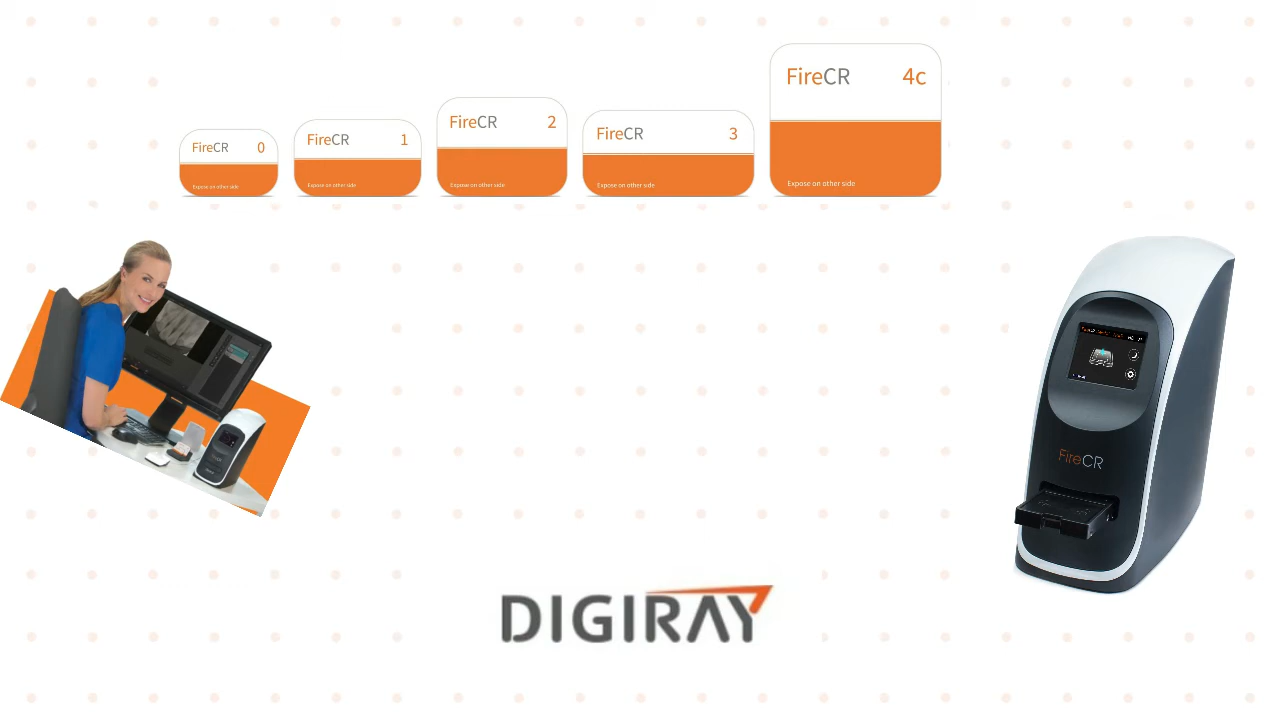 FireCR 0
Expose on other side
FireCR 1
Expose on other side
FireCR 2
Expose on other side
FireCR 3
Expose on other side
FireCR 4c
Expose on other side
FireCR
DIGIRAY